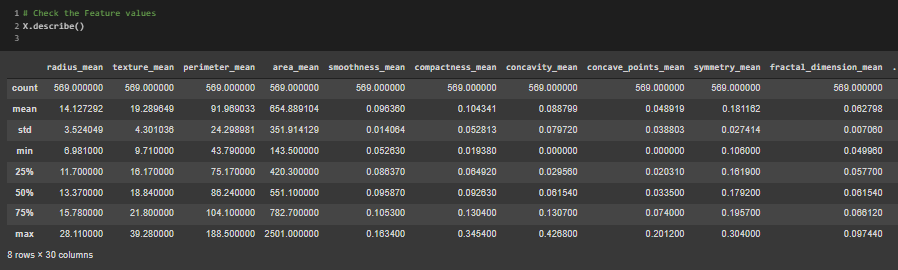 1 # Check the Feature values
2 X.describe()
3
radius_mean texture_mean perimeter_mean area_mean smoothness_mean compactness_mean concavity_mean concave_points_mean symmetry_mean fractal_dimension_mean .
count 569.000000 569.000000 569.000000 569.000000 569.000000 569.000000 569.000000 569.000000 569.000000 569.000000
mean 14.127292 19.289649 91.969033 654.889104 0.096360 0.104341 0.088799 0.048919 0.181162 0.062798
std 3.524049 4.301036 24.298981 351.914129 0.014064 0.052813 0.079720 0.038803 0.027414 0.007060
min 6.981000 9.710000 43.790000 143.500000 0.052630 0.019380 0.000000 0.000000 0.106000 0.049960
25% 11.700000 16.170000 75.170000 420.300000 0.086370 0.064920 0.029560 0.020310 0.161900 0.057700
50% 13.370000 18.840000 86.240000 551.100000 0.095870 0.092630 0.061540 0.033500 0.179200 0.061540
75% 15.780000 21.800000 104.100000 782.700000 0.105300 0.130400 0.130700 0.074000 0.195700 0.066120
max 28.110000 39.280000 188.500000 2501.000000 0.163400 0.345400 0.426800 0.201200 0.304000 0.097440
8 rows × 30 columns